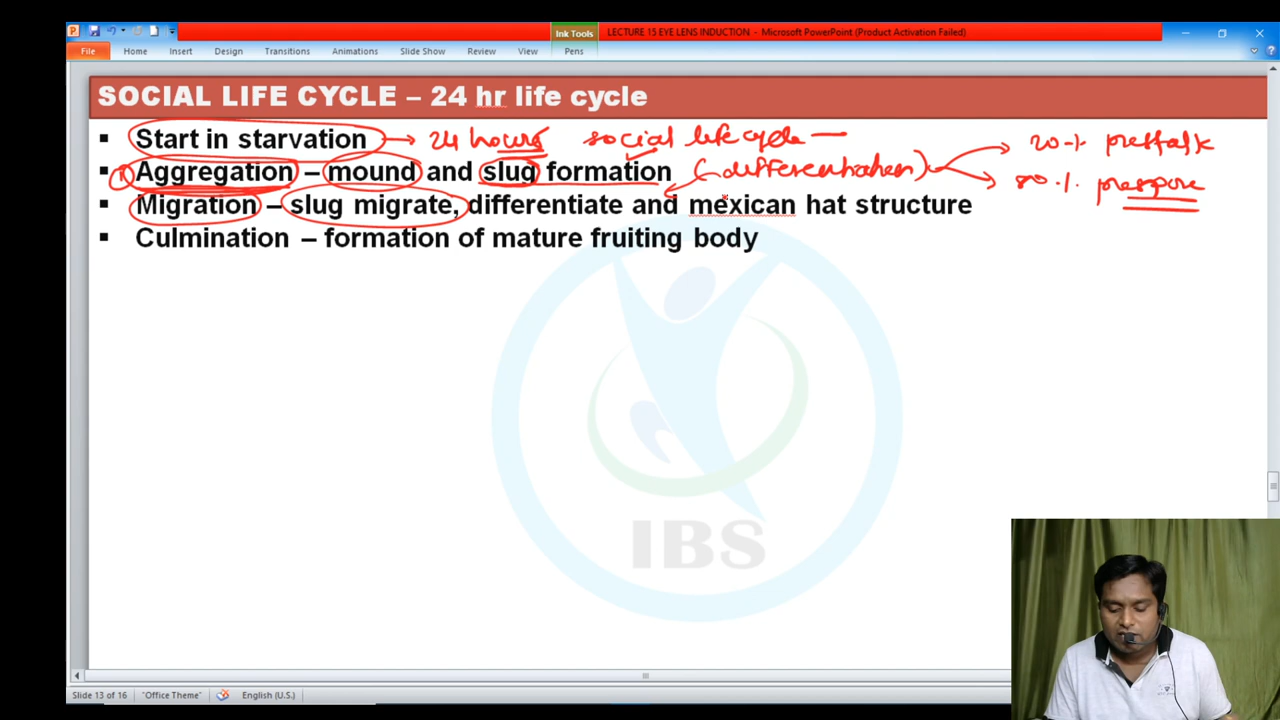 Ink Tools
LECTURE 15 EYE LENS INDUCTION - Microsoft PowerPoint (Product Activation Failed)
File Home Insert Design Transitions Animations Slide Show Review View Pens
SOCIAL LIFE CYCLE – 24 hr life cycle
▪ Start in starvation → 24 hours social life cycle —
▪ ① Aggregation – mound and slug formation (differentiation) 20% prestalk
80% prespore
▪ Migration – slug migrate, differentiate and mexican hat structure
▪ Culmination – formation of mature fruiting body
IBS
Slide 13 of 16 "Office Theme" English (U.S.)